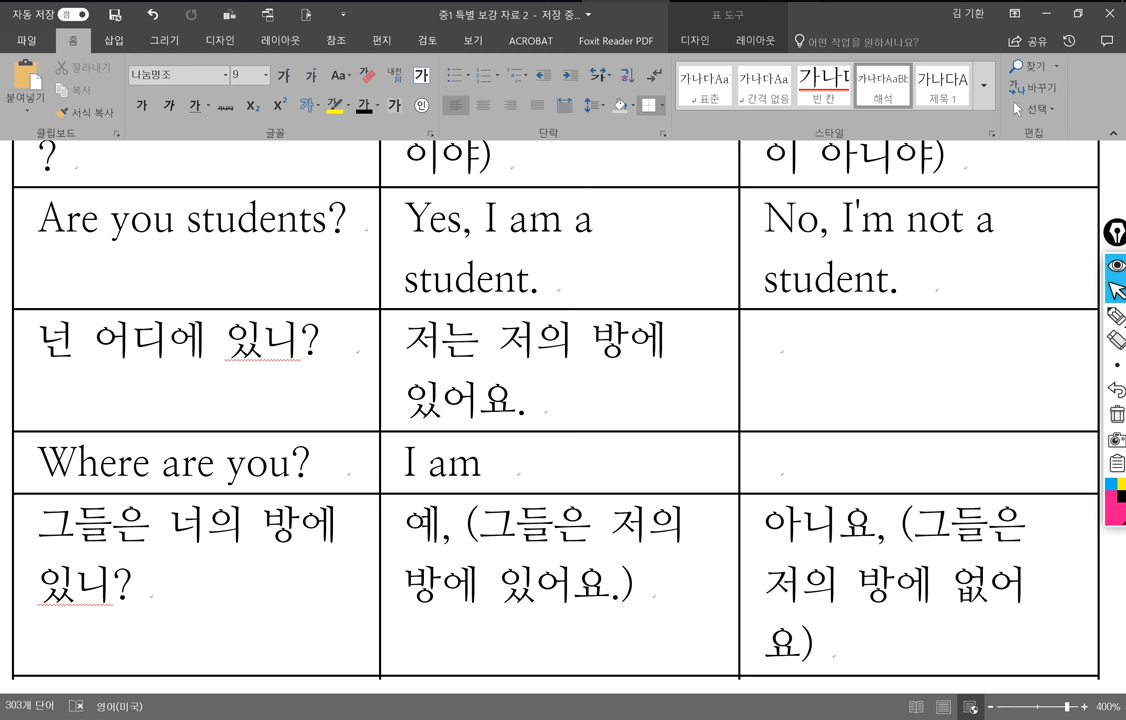 자동 저장 컴 중1 특별 보강 자료 2 - 저장 중... 표 도구 김 기환
파일 홈 삽입 그리기 디자인 레이아웃 참조 편지 검토 보기 ACROBAT Foxit Reader PDF 디자인 레이아웃 어떤 작업을 원하시나요? 공유
붙여넣기 잘라내기 복사 서식 복사 클립보드
나눔명조 9 글꼴
단락
가나다Aa 표준 가나다Aa 간격 없음 가나다 빈 칸 가나다AaBb 해석 가나다A 제목 1 스타일
찾기 바꾸기 선택 편집
? 이야) 이 아니야)
Are you students? Yes, I am a No, I'm not a
student. student.
넌 어디에 있니? 저는 저의 방에
있어요.
Where are you? I am
그들은 너의 방에 예, (그들은 저의 아니요, (그들은
있니? 방에 있어요.) 저의 방에 없어
요)
303개 단어 영어(미국) 400%